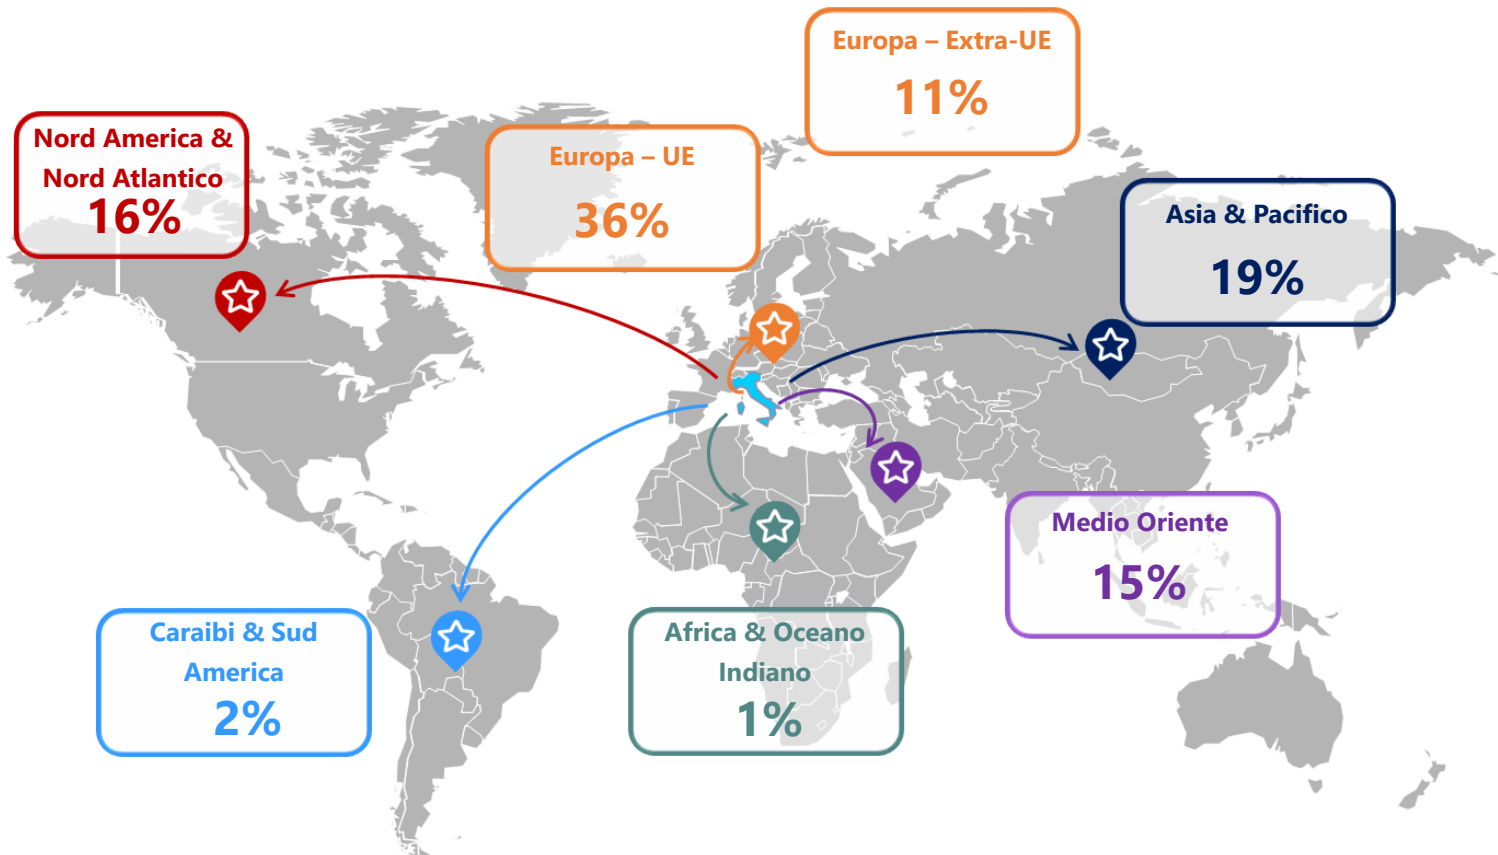 Europa – Extra-UE
11%
Nord America &
Nord Atlantico
16%
Europa – UE
36%
Asia & Pacifico
19%
Medio Oriente
15%
Caraibi & Sud
America
2%
Africa & Oceano
Indiano
1%